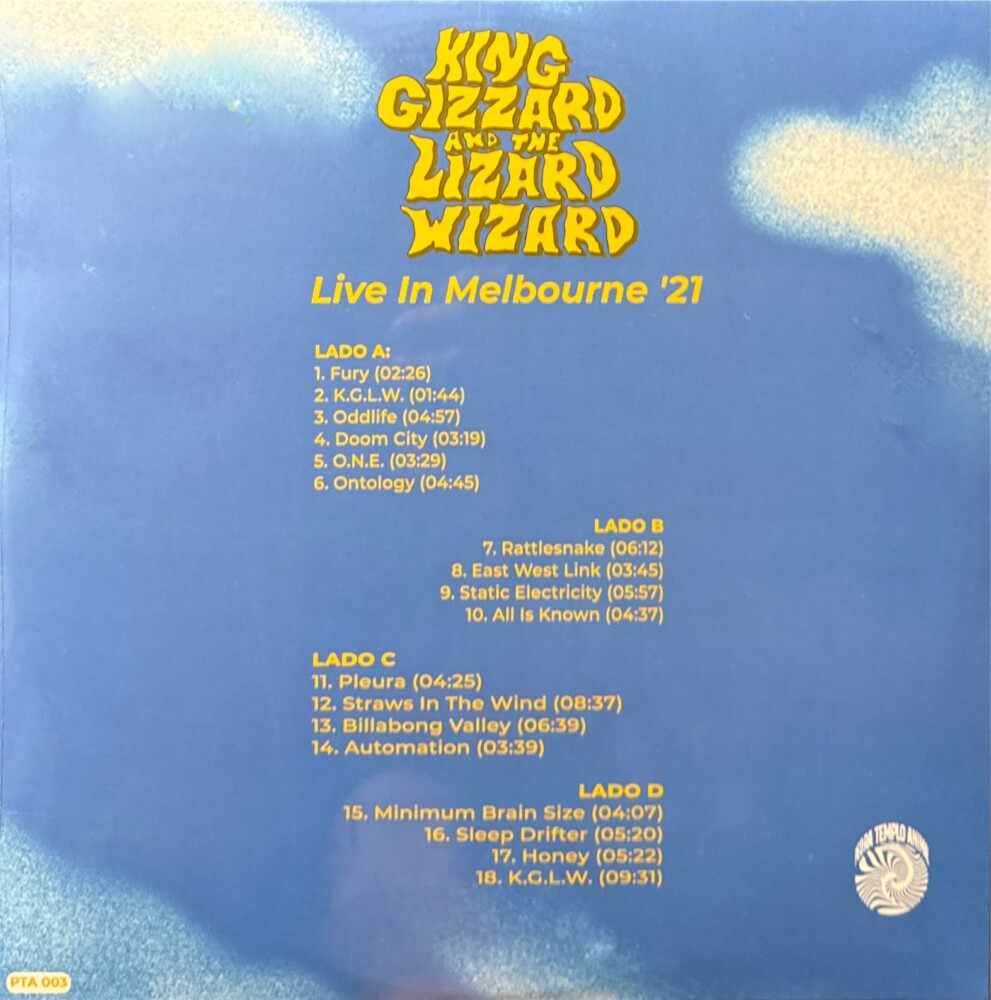 KING
GIZZARD
AND THE
LIZARD
WIZARD
Live In Melbourne '21
LADO A:
1. Fury (02:26)
2. K.G.L.W. (01:44)
3. Oddlife (04:57)
4. Doom City (03:19)
5. O.N.E. (03:29)
6. Ontology (04:45)
LADO B
7. Rattlesnake (06:12)
8. East West Link (03:45)
9. Static Electricity (05:57)
10. All Is Known (04:37)
LADO C
11. Pleura (04:25)
12. Straws In The Wind (08:37)
13. Billabong Valley (06:39)
14. Automation (03:39)
LADO D
15. Minimum Brain Size (04:07)
16. Sleep Drifter (05:20)
17. Honey (05:22)
18. K.G.L.W. (09:31)
TEMPLO
PTA 003